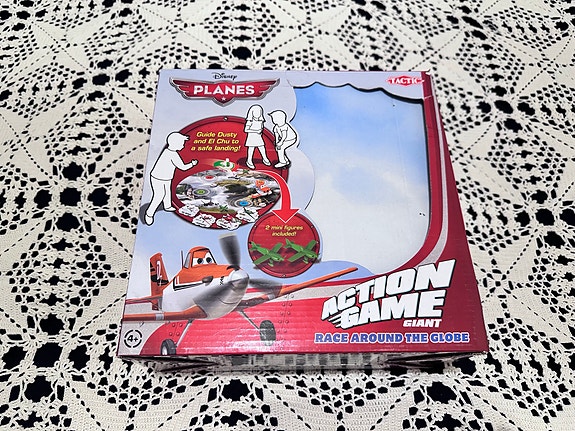 Disney
PLANES
TACTIC
Guide Dusty
and El Chu to
a safe landing!
2 mini figures
included!
ACTION
GAME
GIANT
RACE AROUND THE GLOBE
4+